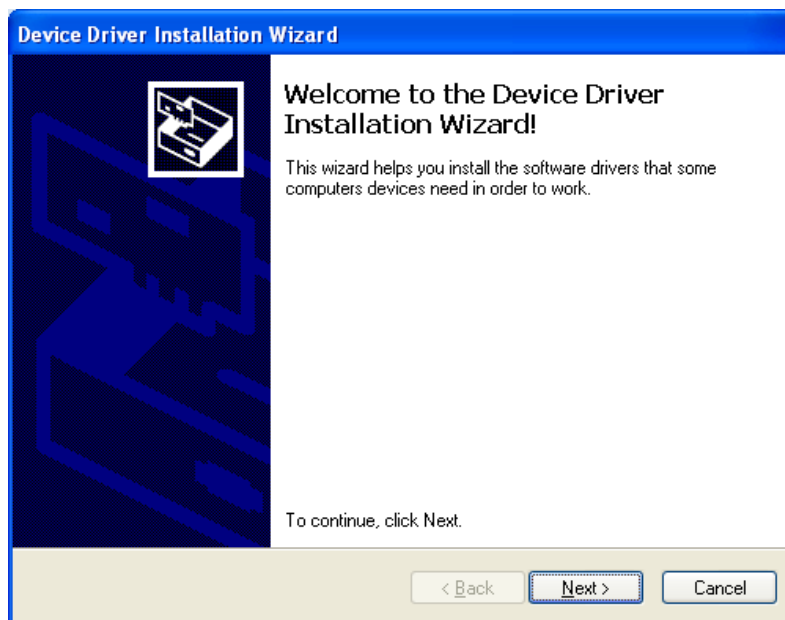 Device Driver Installation Wizard
Welcome to the Device Driver
Installation Wizard!
This wizard helps you install the software drivers that some
computers devices need in order to work.
To continue, click Next.
< Back Next > Cancel